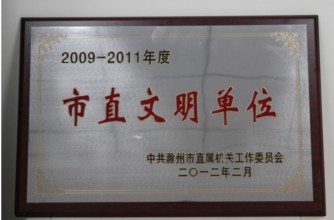 2009-2011年度
市直文明单位
中共滁州市直属机关工作委员会
二〇一二年二月